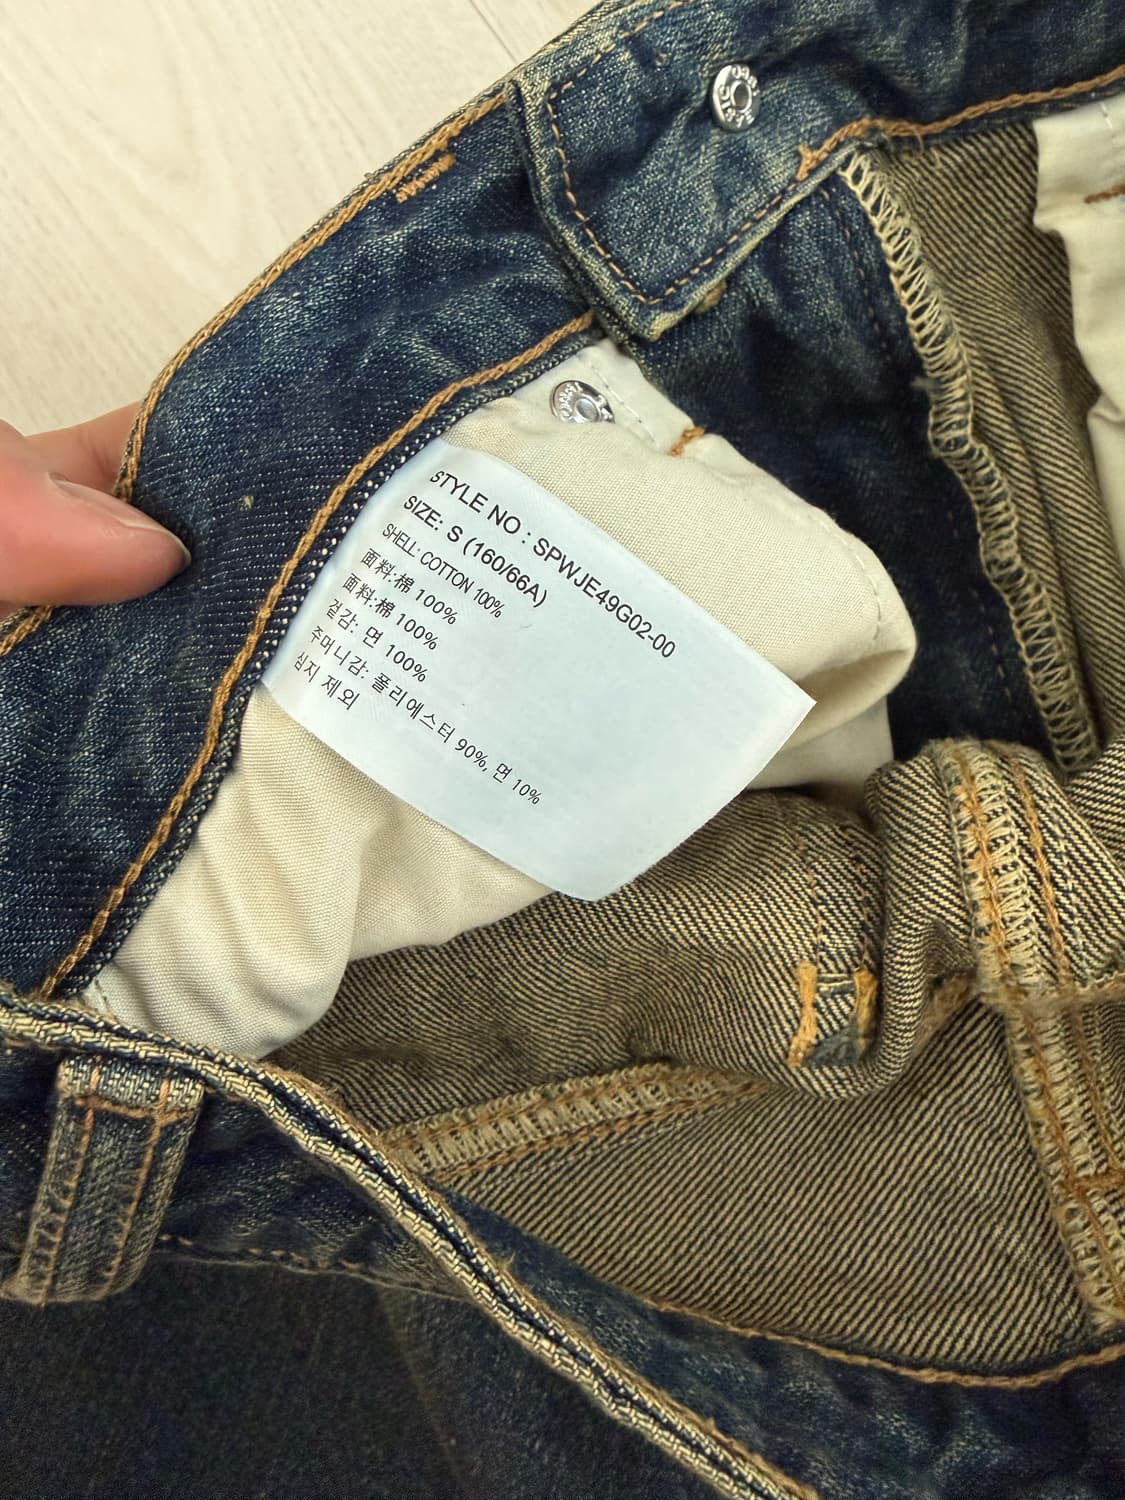 STYLE NO : SPWJE49G02-00
SIZE: S (160/66A)
SHELL: COTTON 100%
面料:棉 100%
面料:棉 100%
겉감: 면 100%
주머니감: 폴리에스터 90%, 면 10%
심지 제외